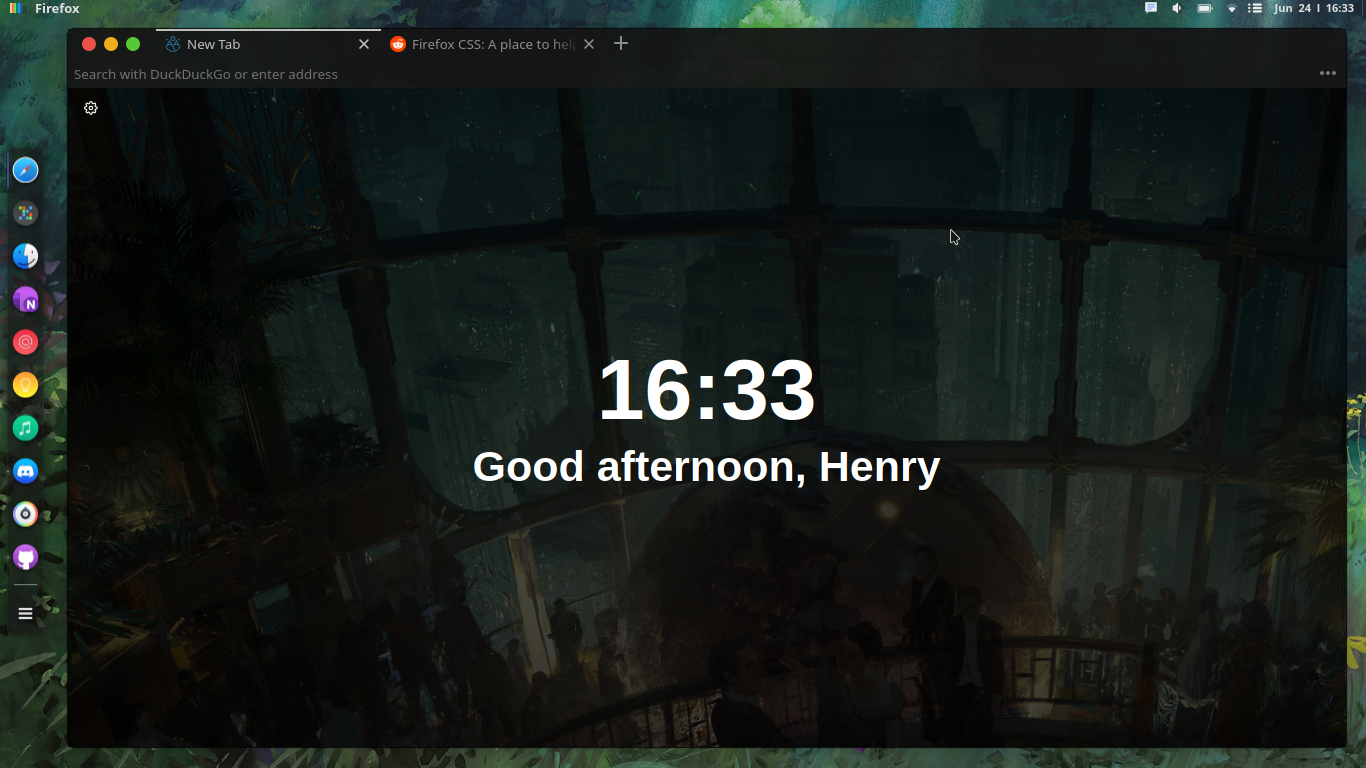 Firefox
Jun 24 | 16:33
New Tab
Firefox CSS: A place to hel
Search with DuckDuckGo or enter address
N
16:33
Good afternoon, Henry